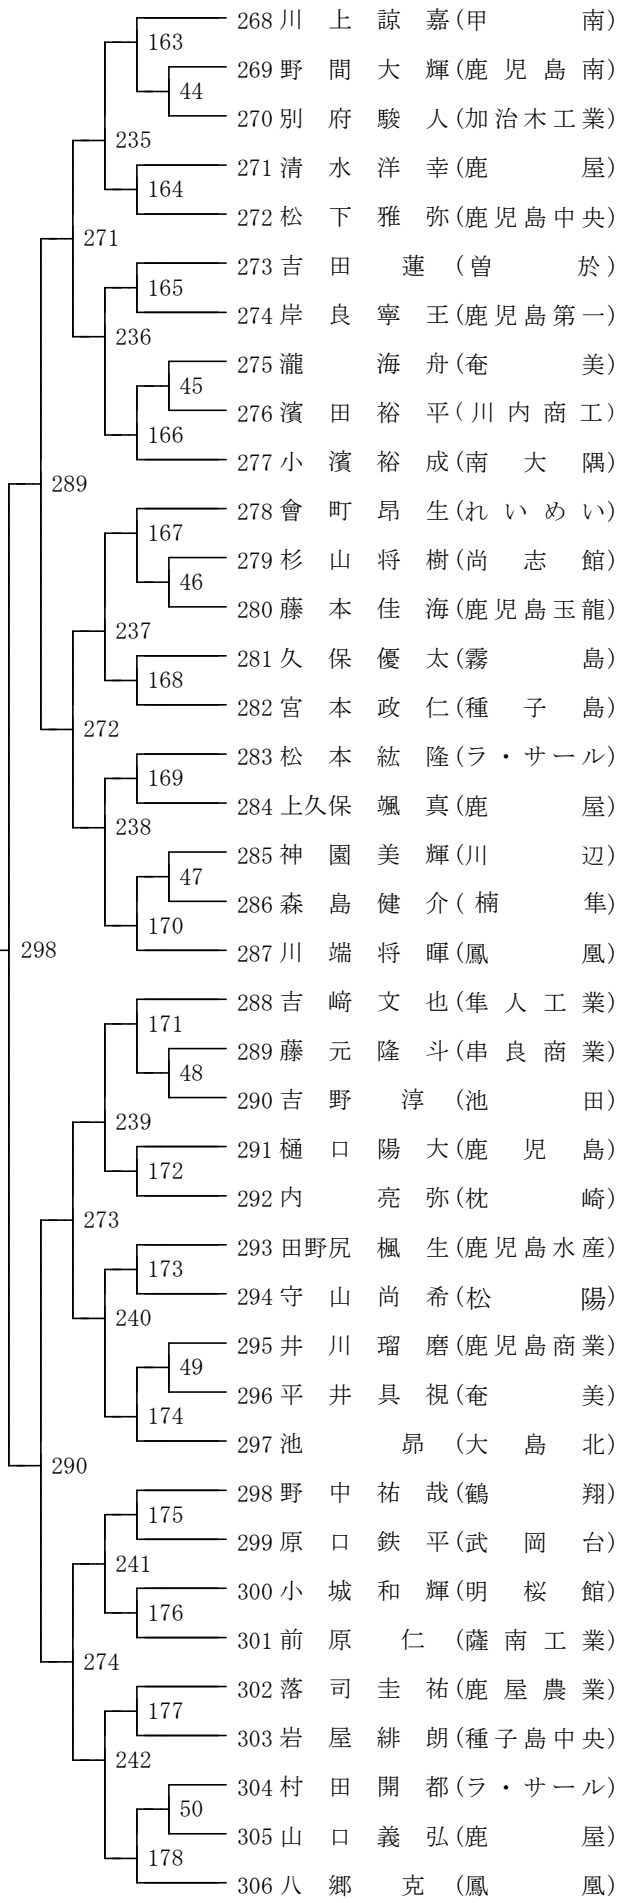 268 川上諒嘉(甲南)
163
269 野間大輝(鹿児島南)
44
270 別府駿人(加治木工業)
235
271 清水洋幸(鹿屋)
164
272 松下雅弥(鹿児島中央)
271
273 吉田蓮(曽於)
165
274 岸良寧王(鹿児島第一)
236
275 瀧海舟(奄美)
45
276 濱田裕平(川内商工)
166
277 小濱裕成(南大隅)
289
278 會町昂生(れいめい)
167
279 杉山将樹(尚志館)
46
280 藤本佳海(鹿児島玉龍)
237
281 久保優太(霧島)
168
282 宮本政仁(種子島)
272
283 松本紘隆(ラ・サール)
169
284 上久保颯真(鹿屋)
238
285 神園美輝(川辺)
47
286 森島健介(楠隼)
170
287 川端将暉(鳳凰)
298
288 吉﨑文也(隼人工業)
171
289 藤元隆斗(串良商業)
48
290 吉野淳(池田)
239
291 樋口陽大(鹿児島)
172
292 内亮弥(枕崎)
273
293 田野尻楓生(鹿児島水産)
173
294 守山尚希(松陽)
240
295 井川瑠磨(鹿児島商業)
49
296 平井具視(奄美)
174
297 池昴(大島北)
290
298 野中祐哉(鶴翔)
175
299 原口鉄平(武岡台)
241
300 小城和輝(明桜館)
176
301 前原仁(薩南工業)
274
302 落司圭祐(鹿屋農業)
177
303 岩屋緋朗(種子島中央)
242
304 村田開都(ラ・サール)
50
305 山口義弘(鹿屋)
178
306 八郷克(鳳凰)